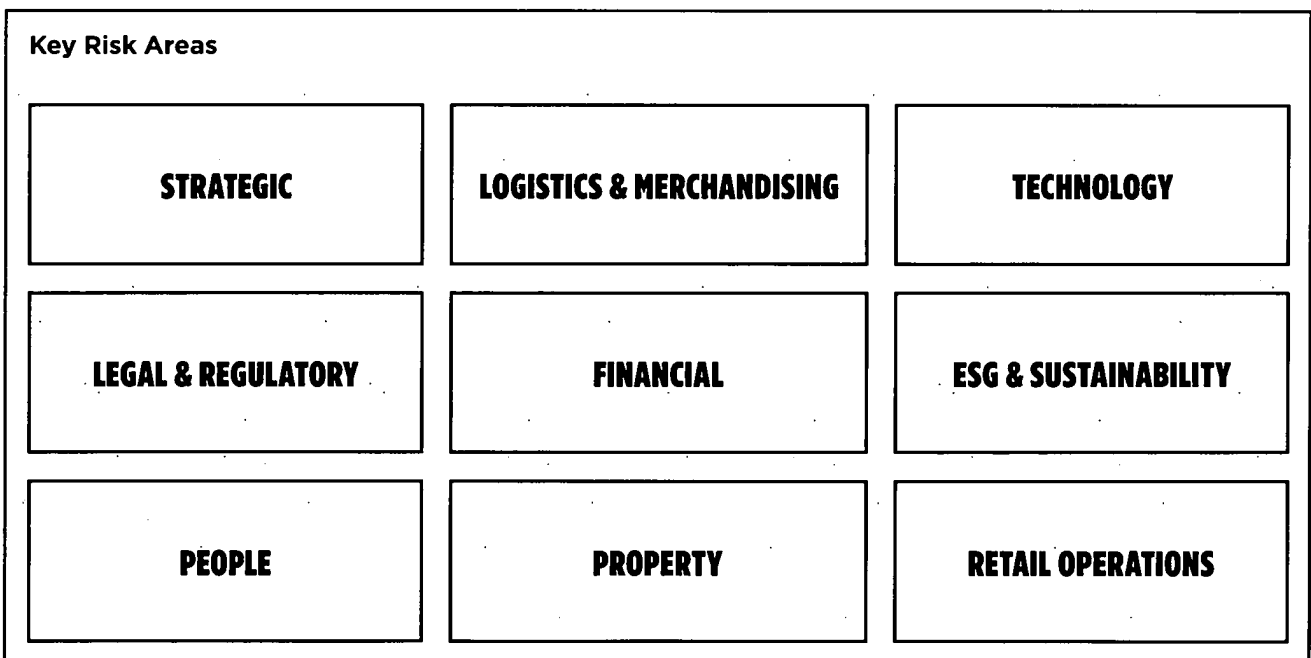 Key Risk Areas
STRATEGIC
LOGISTICS & MERCHANDISING
TECHNOLOGY
LEGAL & REGULATORY
FINANCIAL
ESG & SUSTAINABILITY
PEOPLE
PROPERTY
RETAIL OPERATIONS